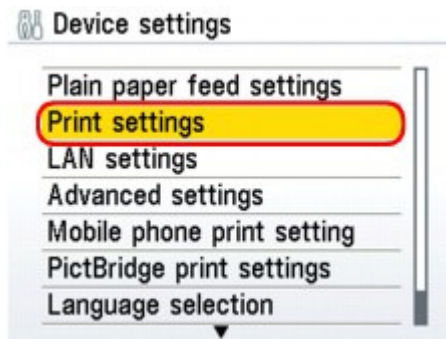 Device settings
Plain paper feed settings
Print settings
LAN settings
Advanced settings
Mobile phone print setting
PictBridge print settings
Language selection